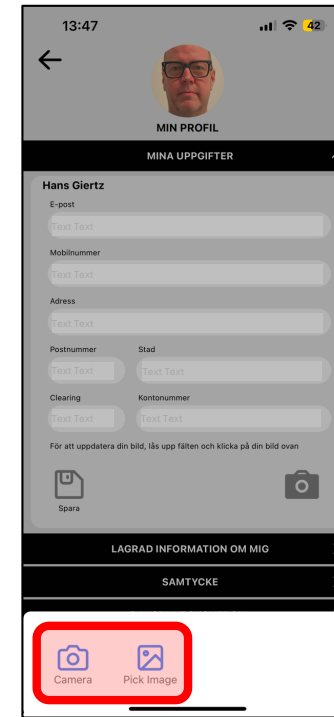 13:47 42
MIN PROFIL
MINA UPPGIFTER
Hans Giertz
E-post
Text Text
Mobilnummer
Text Text
Adress
Text Text
Postnummer Stad
Text Text Text Text
Clearing Kontonummer
Text Text Text Text
För att uppdatera din bild, lås upp fälten och klicka på din bild ovan
Spara
LAGRAD INFORMATION OM MIG
SAMTYCKE
Camera Pick Image